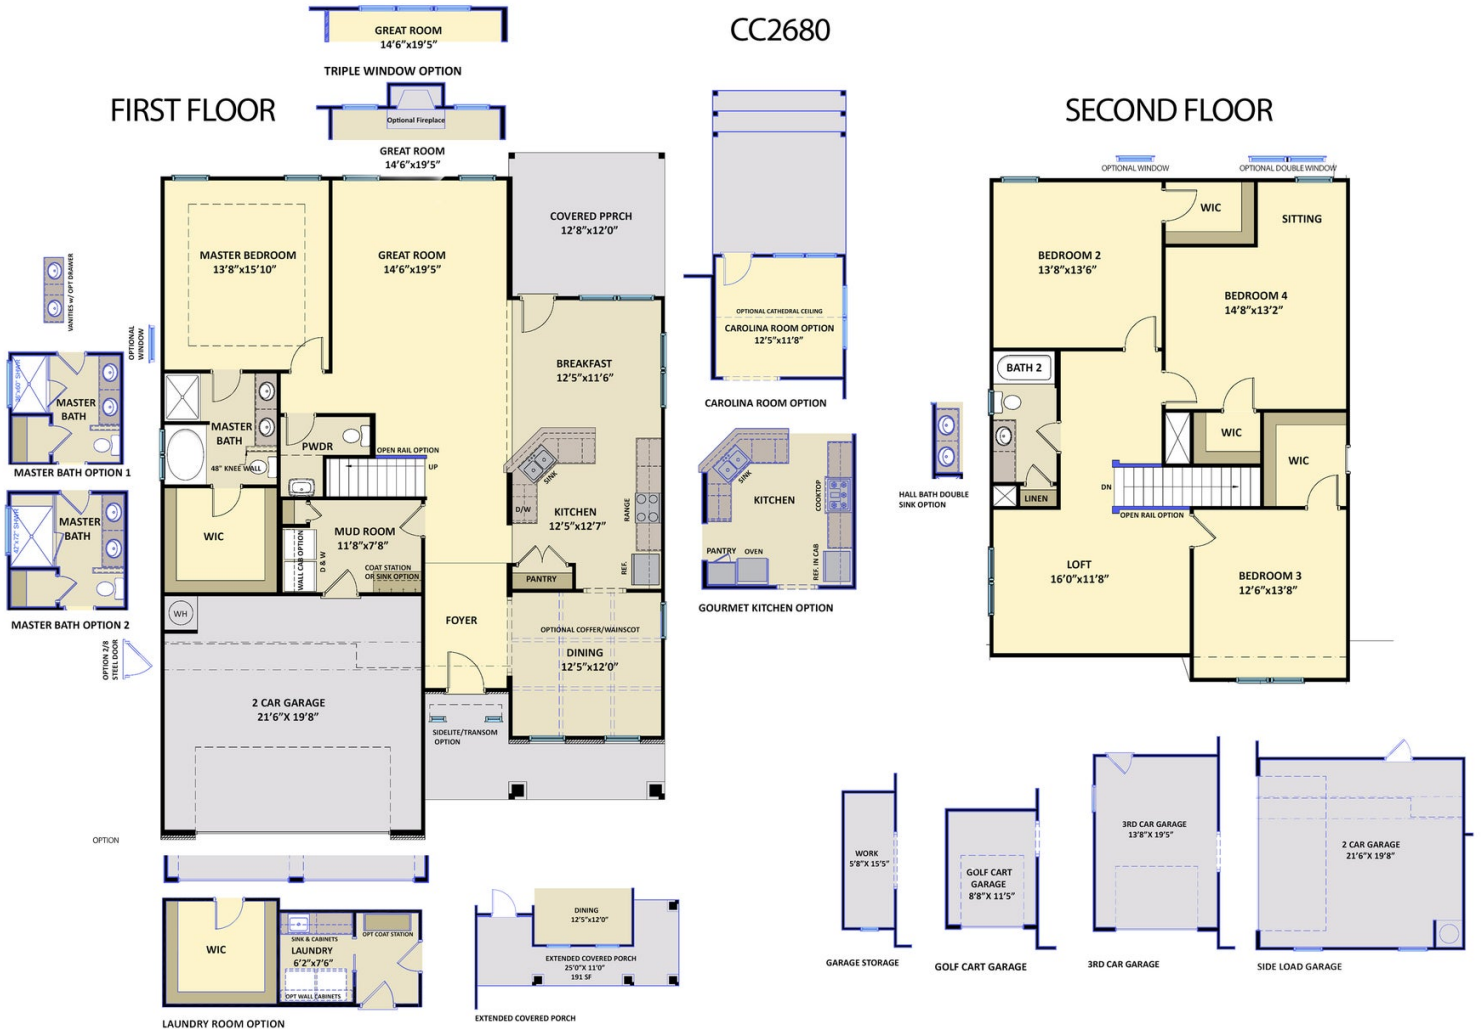 CC2680
FIRST FLOOR
SECOND FLOOR
GREAT ROOM
14'6"x19'5"
TRIPLE WINDOW OPTION
Optional Fireplace
GREAT ROOM
14'6"x19'5"
MASTER BEDROOM
13'8"x15'10"
GREAT ROOM
14'6"x19'5"
COVERED PPRCH
12'8"x12'0"
VANITIES w/ OPT DRAWER
OPTIONAL
WINDOW
MASTER
BATH
MASTER BATH OPTION 1
42"x72" SHWR
MASTER
BATH
MASTER BATH OPTION 2
OPTION 2/8
STEEL DOOR
MASTER
BATH
48" KNEE WALL
PWDR
OPEN RAIL OPTION
UP
BREAKFAST
12'5"x11'6"
SINK
D/W
KITCHEN
12'5"x12'7"
RANGE
REF.
PANTRY
WIC
MUD ROOM
11'8"x7'8"
WALL CAB OPTION
D & W
COAT STATION
OR SINK OPTION
WH
FOYER
OPTIONAL COFFER/WAINSCOT
DINING
12'5"x12'0"
2 CAR GARAGE
21'6"X 19'8"
SIDELITE/TRANSOM
OPTION
OPTION
WIC
SINK & CABINETS
LAUNDRY
6'2"x7'6"
OPT WALL CABINETS
OPT COAT STATION
LAUNDRY ROOM OPTION
DINING
12'5"x12'0"
EXTENDED COVERED PORCH
25'0"X 11'0"
191 SF
EXTENDED COVERED PORCH
OPTIONAL CATHEDRAL CEILING
CAROLINA ROOM OPTION
12'5"x11'8"
CAROLINA ROOM OPTION
SINK
KITCHEN
COOKTOP
PANTRY
OVEN
REF. IN CAB
GOURMET KITCHEN OPTION
OPTIONAL WINDOW
OPTIONAL DOUBLE WINDOW
BEDROOM 2
13'8"x13'6"
WIC
SITTING
BEDROOM 4
14'8"x13'2"
BATH 2
WIC
WIC
LINEN
DN
OPEN RAIL OPTION
HALL BATH DOUBLE
SINK OPTION
LOFT
16'0"x11'8"
BEDROOM 3
12'6"x13'8"
WORK
5'8"X 15'5"
GARAGE STORAGE
GOLF CART
GARAGE
8'8"X 11'5"
GOLF CART GARAGE
3RD CAR GARAGE
13'8"X 19'5"
3RD CAR GARAGE
2 CAR GARAGE
21'6"X 19'8"
SIDE LOAD GARAGE